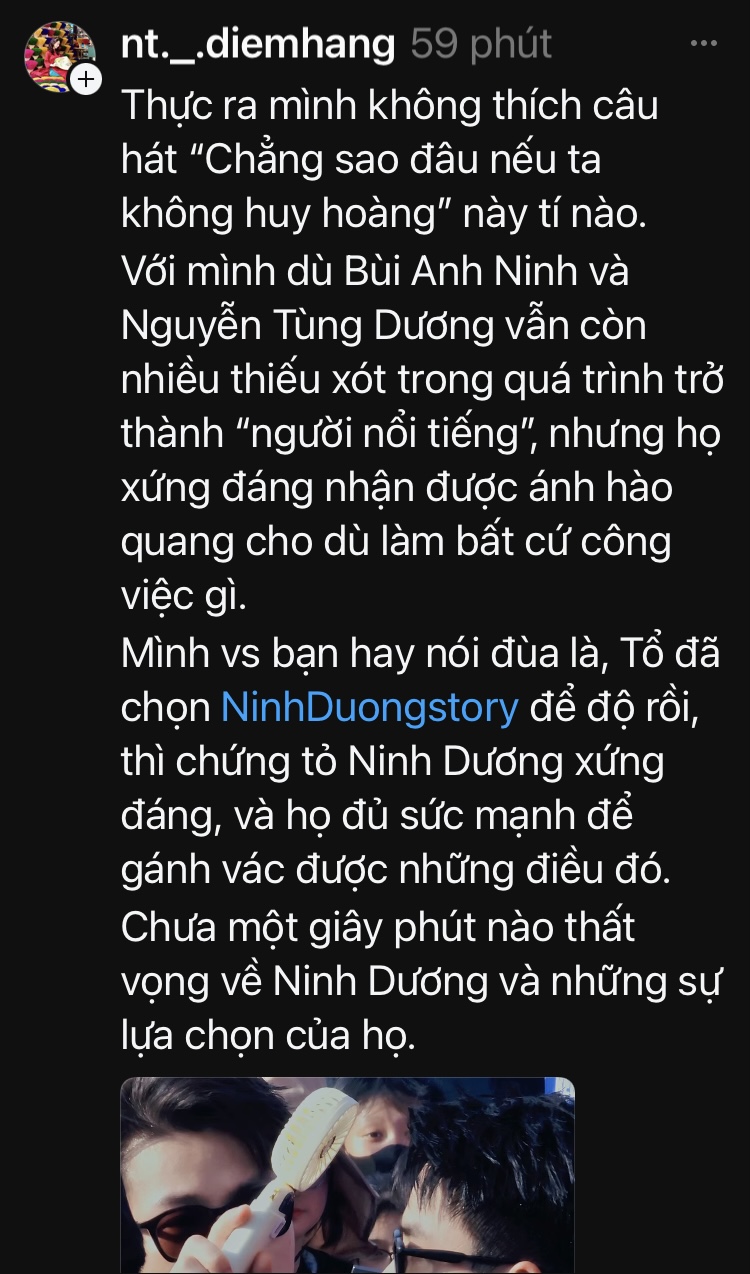 nt._.diemhang 59 phút
Thực ra mình không thích câu
hát “Chẳng sao đâu nếu ta
không huy hoàng” này tí nào.
Với mình dù Bùi Anh Ninh và
Nguyễn Tùng Dương vẫn còn
nhiều thiếu xót trong quá trình trở
thành “người nổi tiếng”, nhưng họ
xứng đáng nhận được ánh hào
quang cho dù làm bất cứ công
việc gì.
Mình vs bạn hay nói đùa là, Tổ đã
chọn NinhDuongstory để độ rồi,
thì chứng tỏ Ninh Dương xứng
đáng, và họ đủ sức mạnh để
gánh vác được những điều đó.
Chưa một giây phút nào thất
vọng về Ninh Dương và những sự
lựa chọn của họ.